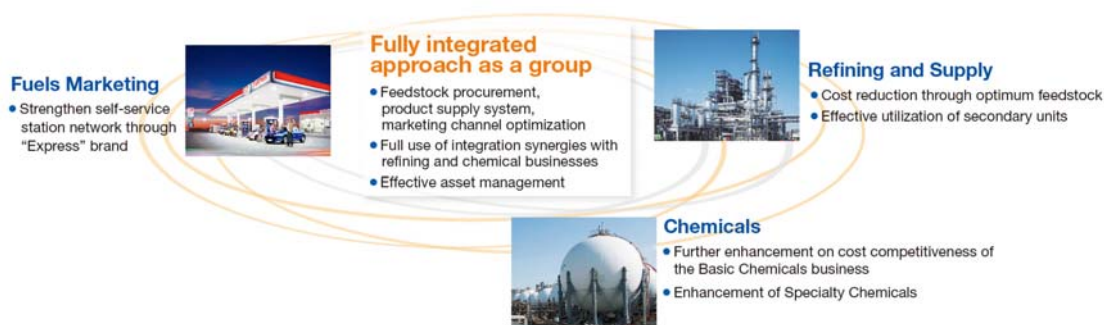 Fully integrated
approach as a group
• Feedstock procurement,
product supply system,
marketing channel optimization
• Full use of integration synergies with
refining and chemical businesses
• Effective asset management
Fuels Marketing
• Strengthen self-service
station network through
“Express” brand
Refining and Supply
• Cost reduction through optimum feedstock
• Effective utilization of secondary units
Chemicals
• Further enhancement on cost competitiveness of
the Basic Chemicals business
• Enhancement of Specialty Chemicals